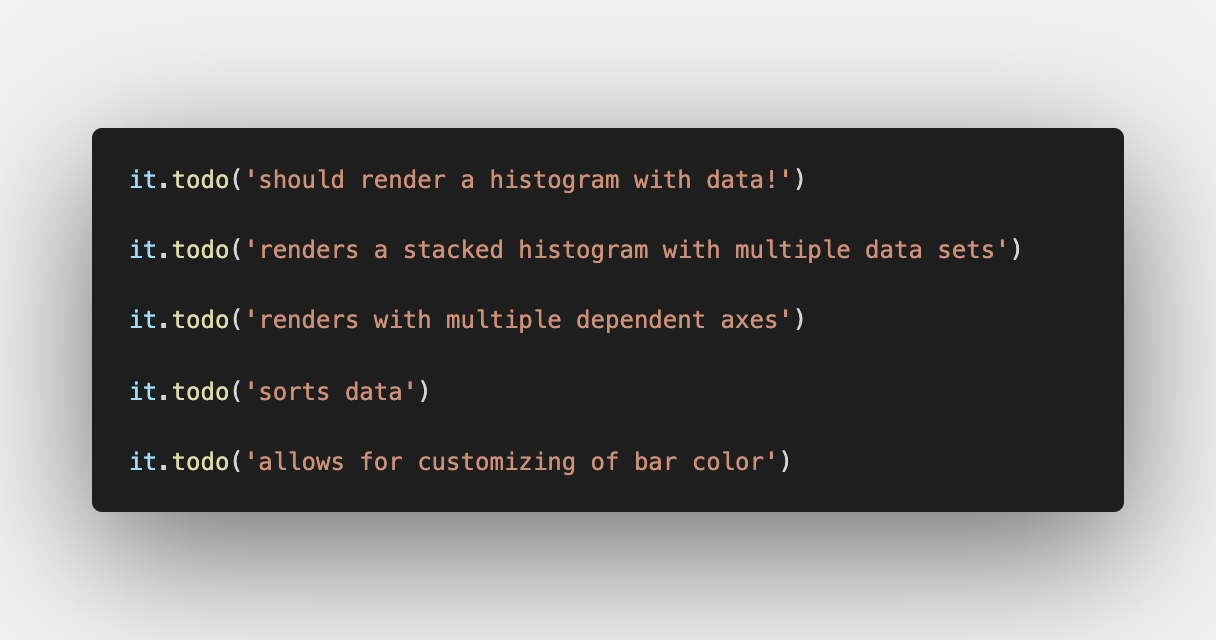 it.todo('should render a histogram with data!')
it.todo('renders a stacked histogram with multiple data sets')
it.todo('renders with multiple dependent axes')
it.todo('sorts data')
it.todo('allows for customizing of bar color')